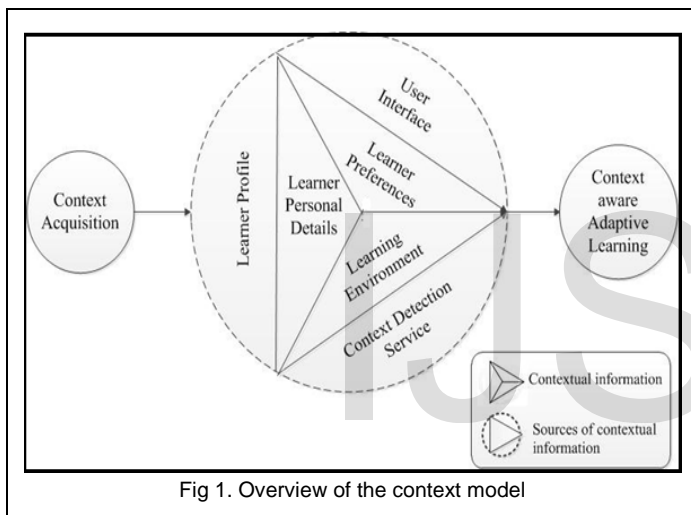 Context
Acquisition
Learner Profile
Learner
Personal
Details
User
Interface
Learner
Preferences
Learning
Environment
Context Detection
Service
Context
aware
Adaptive
Learning
Contextual information
Sources of contextual
information
IJS
Fig 1. Overview of the context model